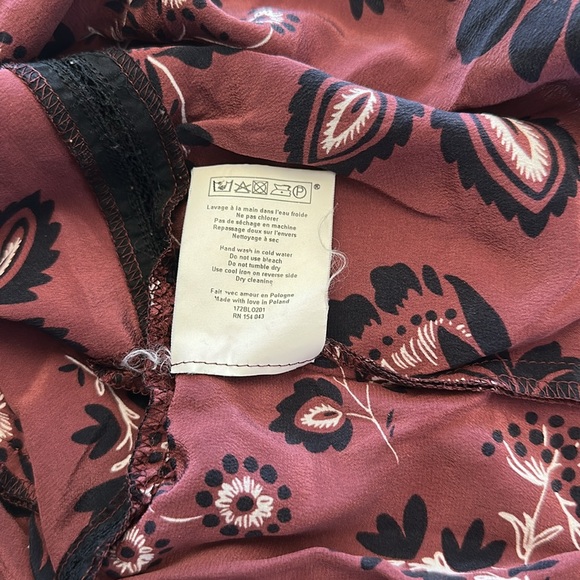 ®
Lavage à la main dans l'eau froide
Ne pas chlorer
Pas de séchage en machine
Repassage doux sur l'envers
Nettoyage à sec
Hand wash in cold water
Do not use bleach
Do not tumble dry
Use cool iron on reverse side
Dry cleaning
Fait avec amour en Pologne
Made with love in Poland
172BLO201
RN 154 843